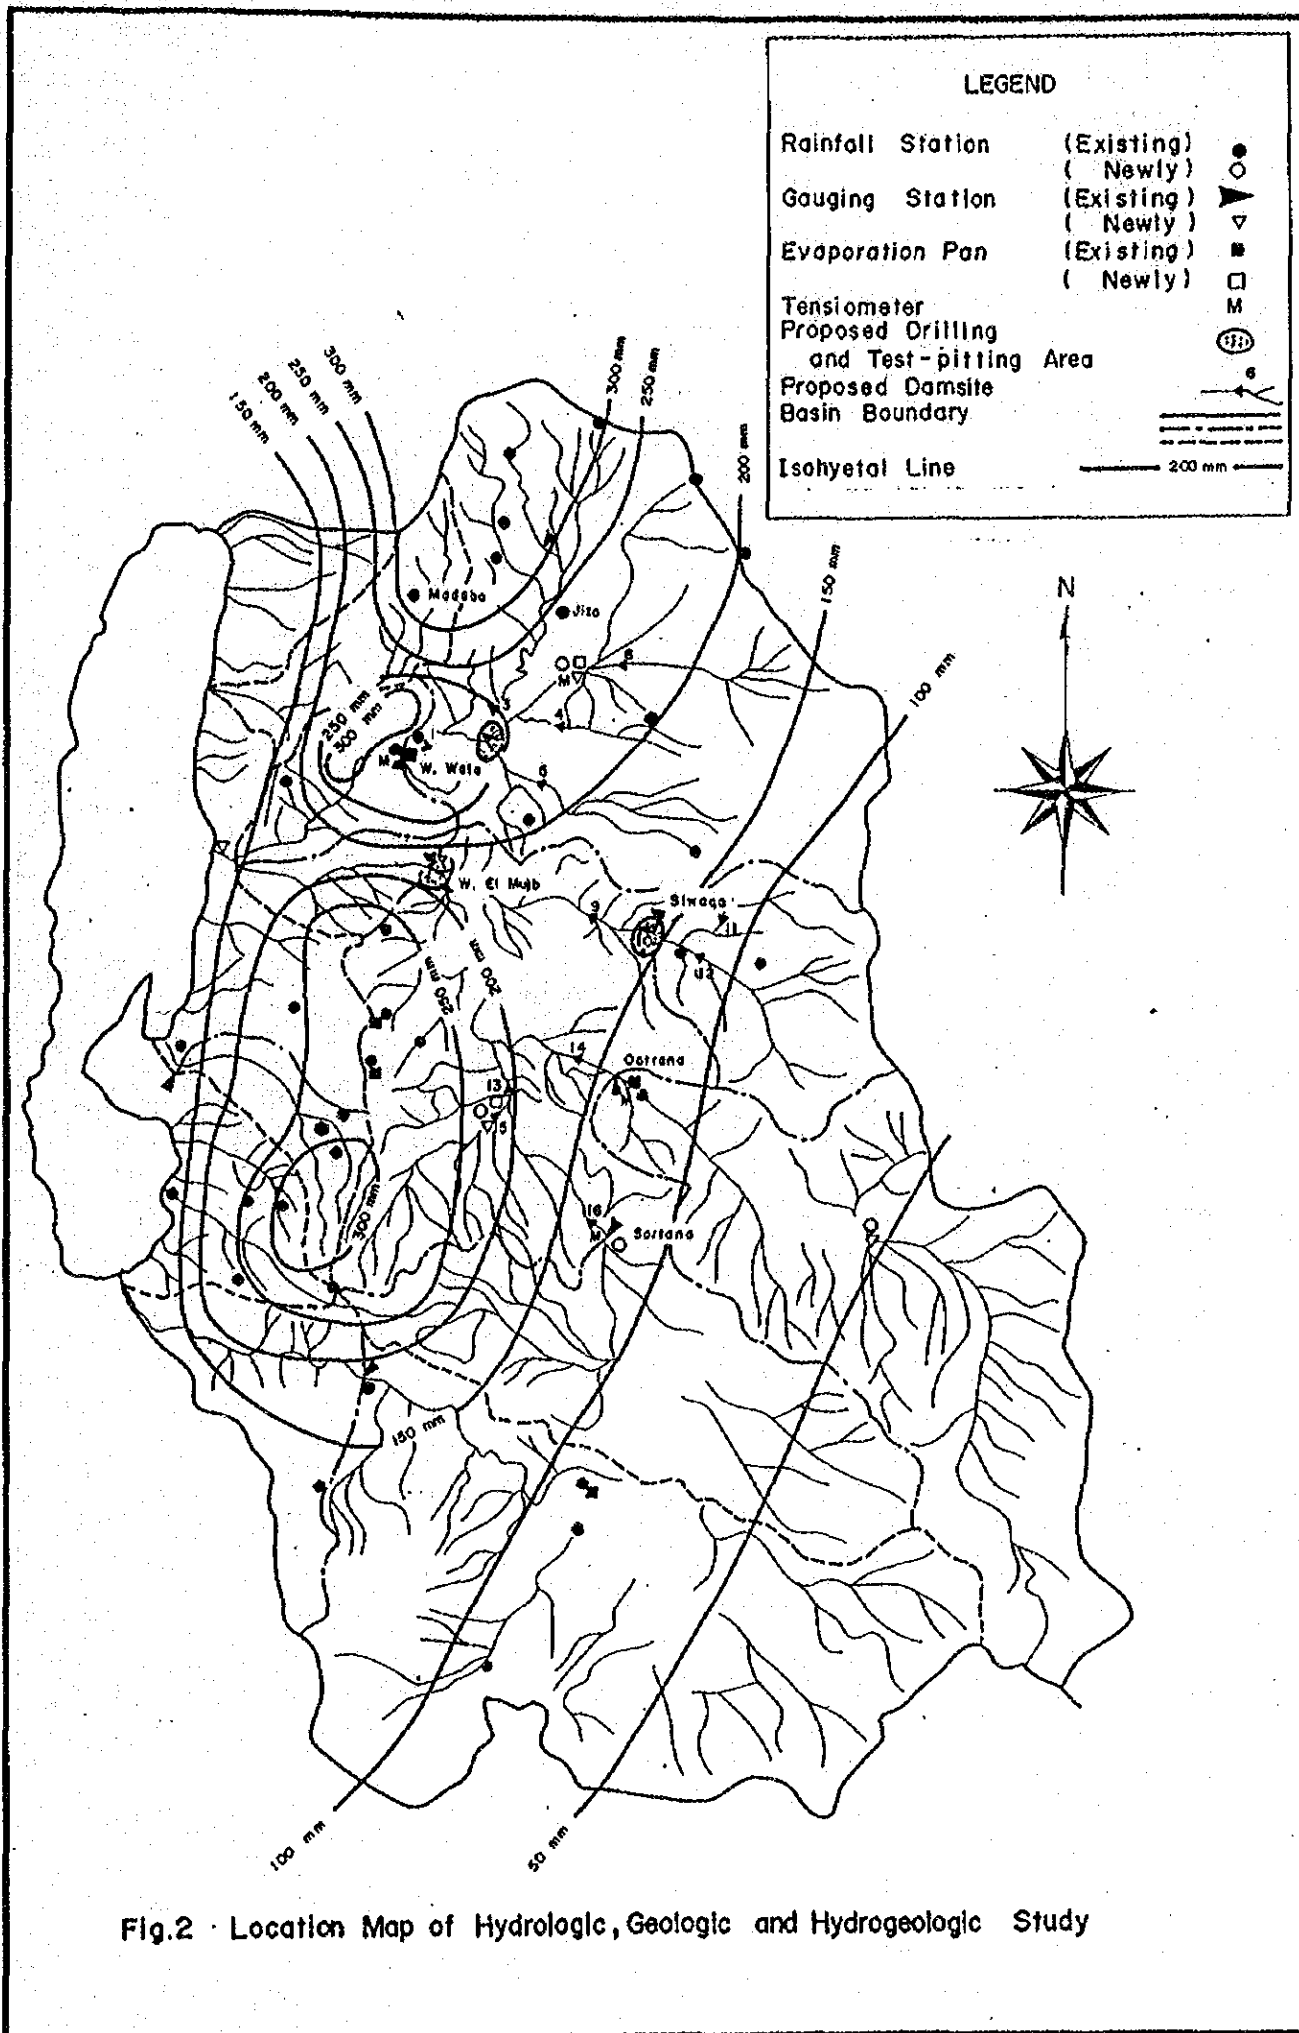 LEGEND
Rainfall Station (Existing)
( Newly )
Gauging Station (Existing)
( Newly )
Evaporation Pan (Existing)
( Newly )
Tensiometer M
Proposed Drilling
and Test-pitting Area
Proposed Damsite 6
Basin Boundary
Isohyetal Line 200 mm
300 mm
250 mm
200 mm
150 mm
300 mm
250 mm
200 mm
150 mm
100 mm
N
Madaba
Jiza
M
8
3
4
250 mm
300 mm
M
W. Wala
6
W. El Mujb
Siwaqa
9
11
12
200 mm
250 mm
14
Qatrana
M
13
15
16
M
Sartana
300 mm
150 mm
100 mm
50 mm
Fig.2 Location Map of Hydrologic, Geologic and Hydrogeologic Study